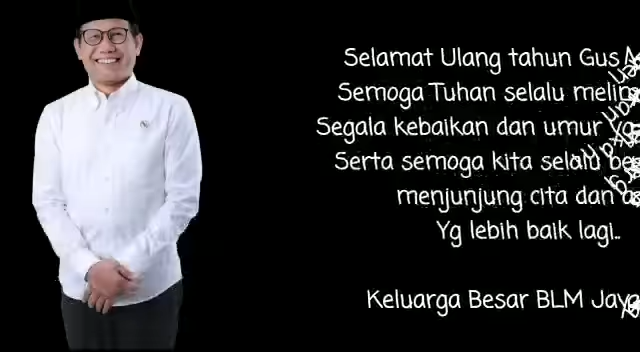 Selamat Ulang tahun Gus
Semoga Tuhan selalu
Segala kebaikan dan umur
Serta semoga kita selalu
menjunjung cita dan
Yg lebih baik lagi..
Keluarga Besar BLM